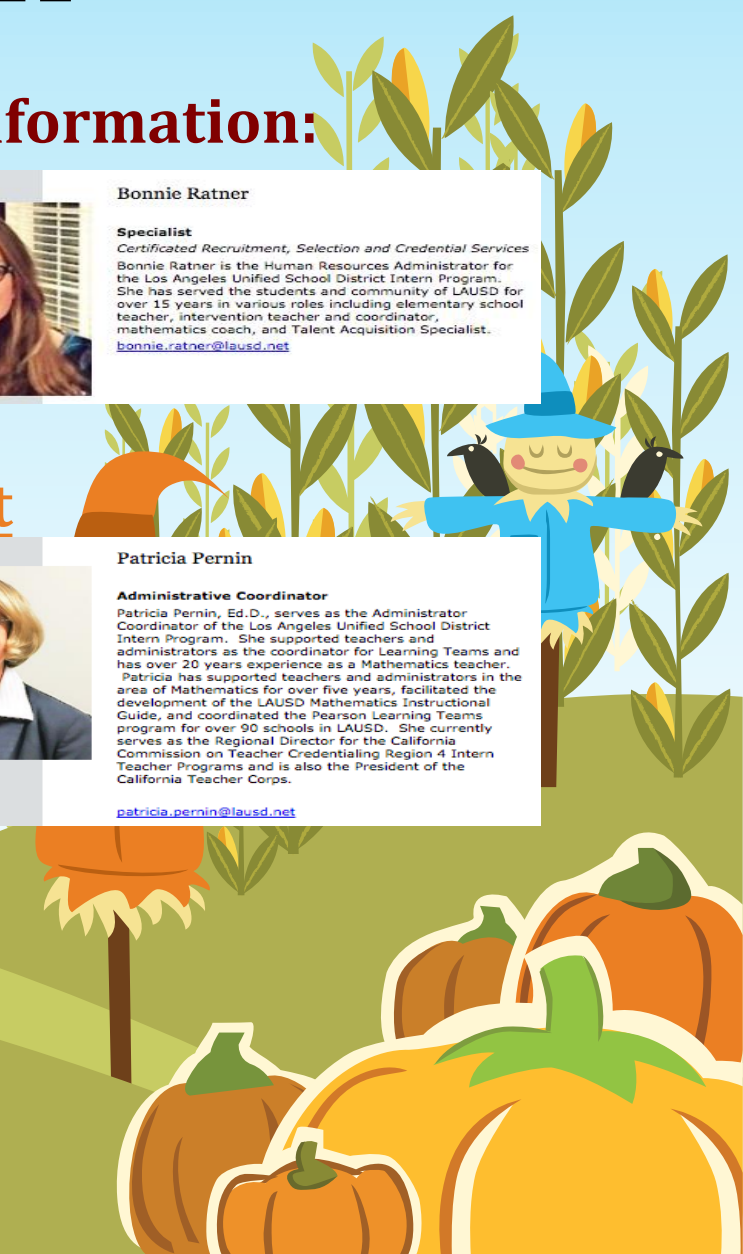 nformation:
Bonnie Ratner
Specialist
Certificated Recruitment, Selection and Credential Services
Bonnie Ratner is the Human Resources Administrator for
the Los Angeles Unified School District Intern Program.
She has served the students and community of LAUSD for
over 15 years in various roles including elementary school
teacher, intervention teacher and coordinator,
mathematics coach, and Talent Acquisition Specialist.
bonnie.ratner@lausd.net
t
Patricia Pernin
Administrative Coordinator
Patricia Pernin, Ed.D., serves as the Administrator
Coordinator of the Los Angeles Unified School District
Intern Program.  She supported teachers and
administrators as the coordinator for Learning Teams and
has over 20 years experience as a Mathematics teacher.
Patricia has supported teachers and administrators in the
area of Mathematics for over five years, facilitated the
development of the LAUSD Mathematics Instructional
Guide, and coordinated the Pearson Learning Teams
program for over 90 schools in LAUSD.  She currently
serves as the Regional Director for the California
Commission on Teacher Credentialing Region 4 Intern
Teacher Programs and is also the President of the
California Teacher Corps.
patricia.pernin@lausd.net